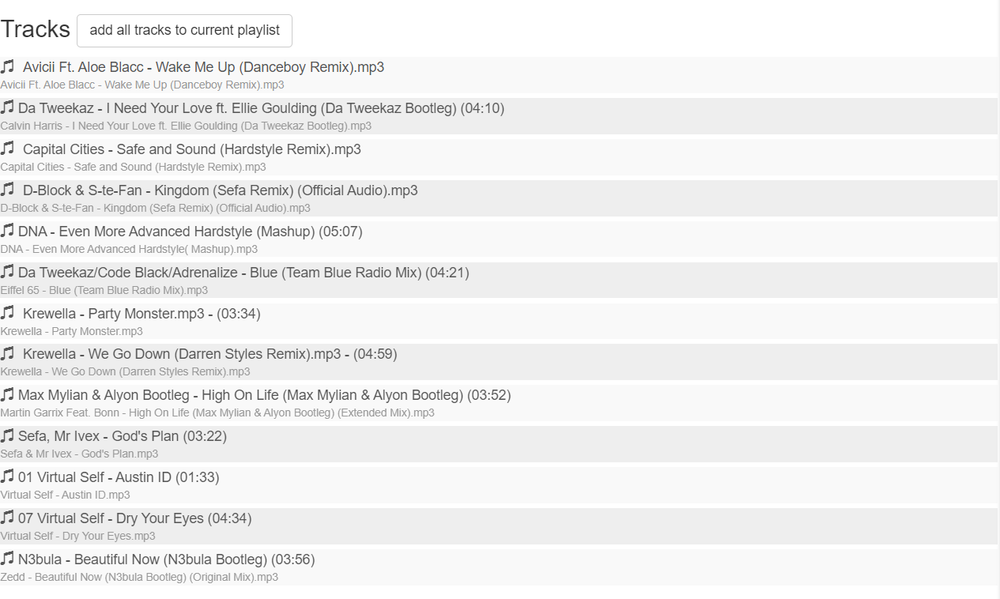 Tracks add all tracks to current playlist
Avicii Ft. Aloe Blacc - Wake Me Up (Danceboy Remix).mp3
Avicii Ft. Aloe Blacc - Wake Me Up (Danceboy Remix).mp3
Da Tweekaz - I Need Your Love ft. Ellie Goulding (Da Tweekaz Bootleg) (04:10)
Calvin Harris - I Need Your Love ft. Ellie Goulding (Da Tweekaz Bootleg).mp3
Capital Cities - Safe and Sound (Hardstyle Remix).mp3
Capital Cities - Safe and Sound (Hardstyle Remix).mp3
D-Block & S-te-Fan - Kingdom (Sefa Remix) (Official Audio).mp3
D-Block & S-te-Fan - Kingdom (Sefa Remix) (Official Audio).mp3
DNA - Even More Advanced Hardstyle (Mashup) (05:07)
DNA - Even More Advanced Hardstyle( Mashup).mp3
Da Tweekaz/Code Black/Adrenalize - Blue (Team Blue Radio Mix) (04:21)
Eiffel 65 - Blue (Team Blue Radio Mix).mp3
Krewella - Party Monster.mp3 - (03:34)
Krewella - Party Monster.mp3
Krewella - We Go Down (Darren Styles Remix).mp3 - (04:59)
Krewella - We Go Down (Darren Styles Remix).mp3
Max Mylian & Alyon Bootleg - High On Life (Max Mylian & Alyon Bootleg) (03:52)
Martin Garrix Feat. Bonn - High On Life (Max Mylian & Alyon Bootleg) (Extended Mix).mp3
Sefa, Mr Ivex - God's Plan (03:22)
Sefa & Mr Ivex - God's Plan.mp3
01 Virtual Self - Austin ID (01:33)
Virtual Self - Austin ID.mp3
07 Virtual Self - Dry Your Eyes (04:34)
Virtual Self - Dry Your Eyes.mp3
N3bula - Beautiful Now (N3bula Bootleg) (03:56)
Zedd - Beautiful Now (N3bula Bootleg) (Original Mix).mp3